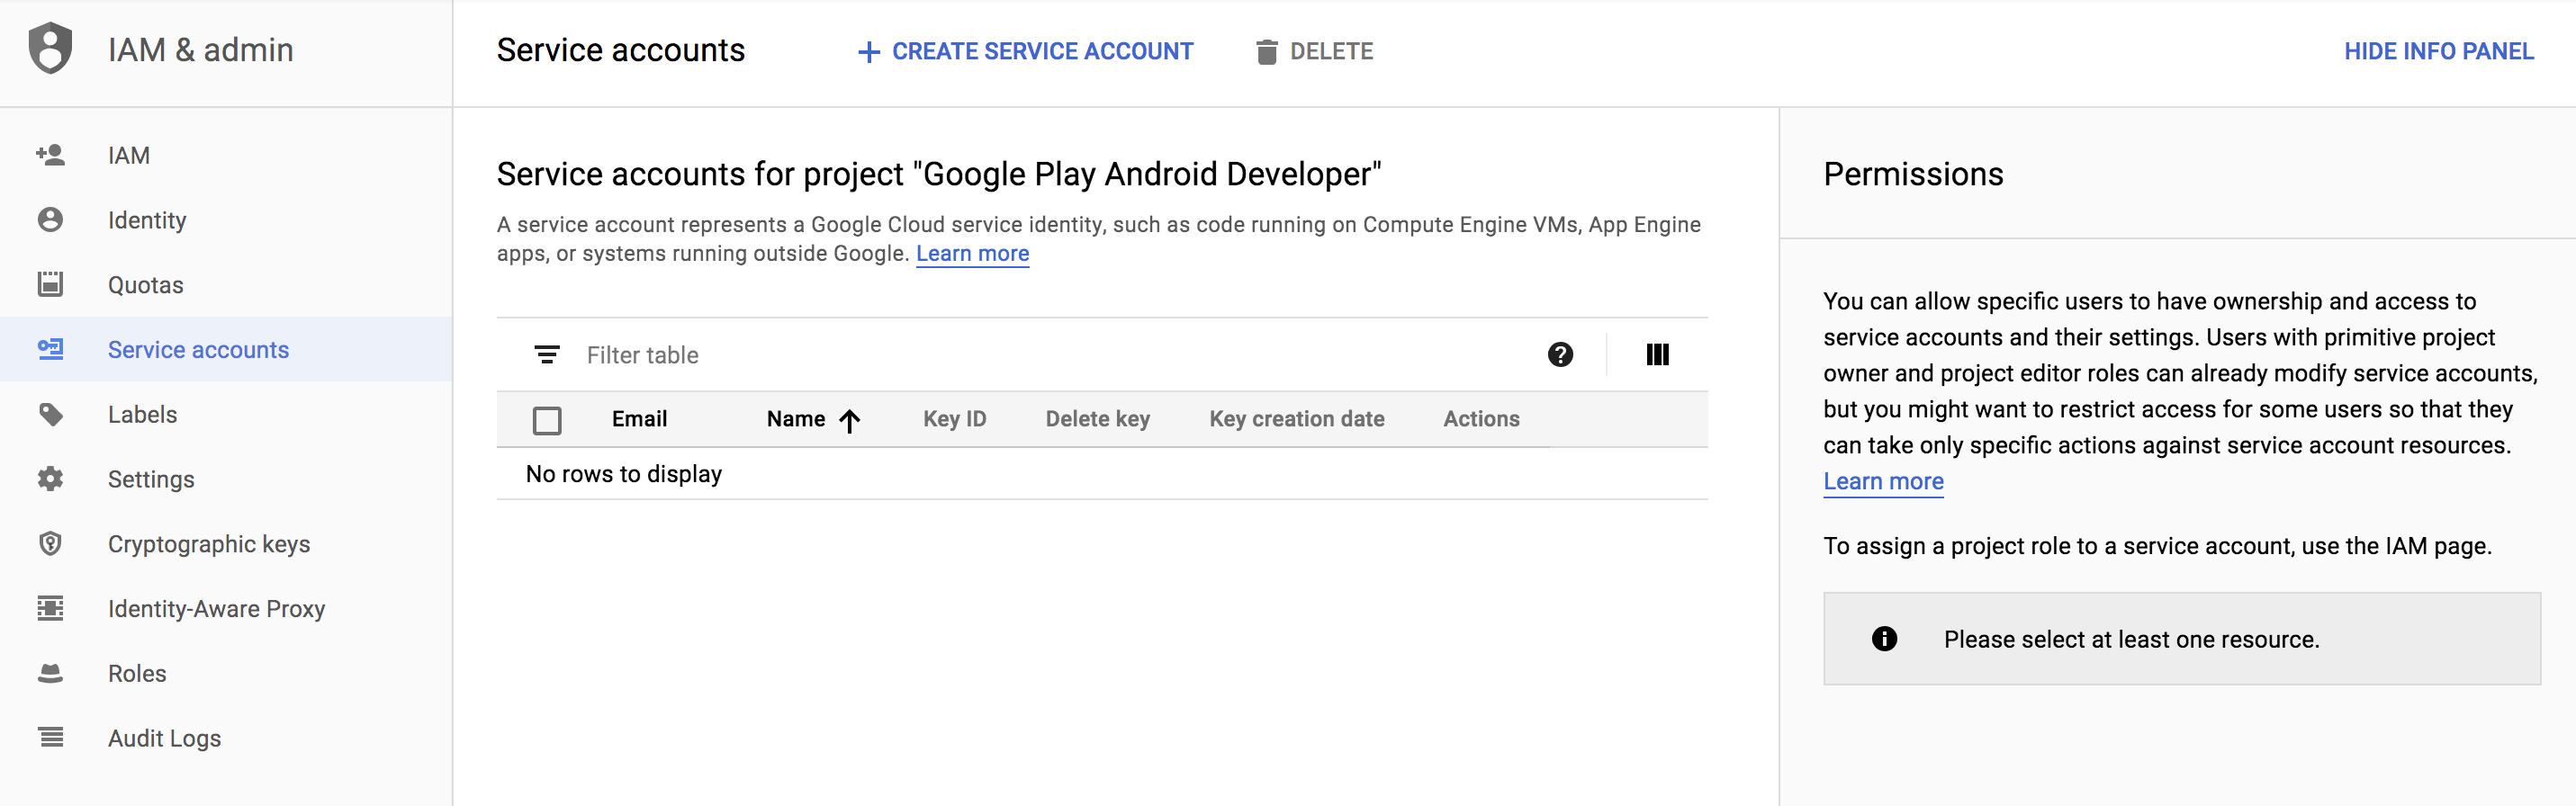 IAM & admin
Service accounts
CREATE SERVICE ACCOUNT
DELETE
HIDE INFO PANEL
IAM
Identity
Quotas
Service accounts
Labels
Settings
Cryptographic keys
Identity-Aware Proxy
Roles
Audit Logs
Service accounts for project "Google Play Android Developer"
A service account represents a Google Cloud service identity, such as code running on Compute Engine VMs, App Engine
apps, or systems running outside Google. Learn more
Filter table
Email Name Key ID Delete key Key creation date Actions
No rows to display
Permissions
You can allow specific users to have ownership and access to
service accounts and their settings. Users with primitive project
owner and project editor roles can already modify service accounts,
but you might want to restrict access for some users so that they
can take only specific actions against service account resources.
Learn more
To assign a project role to a service account, use the IAM page.
Please select at least one resource.